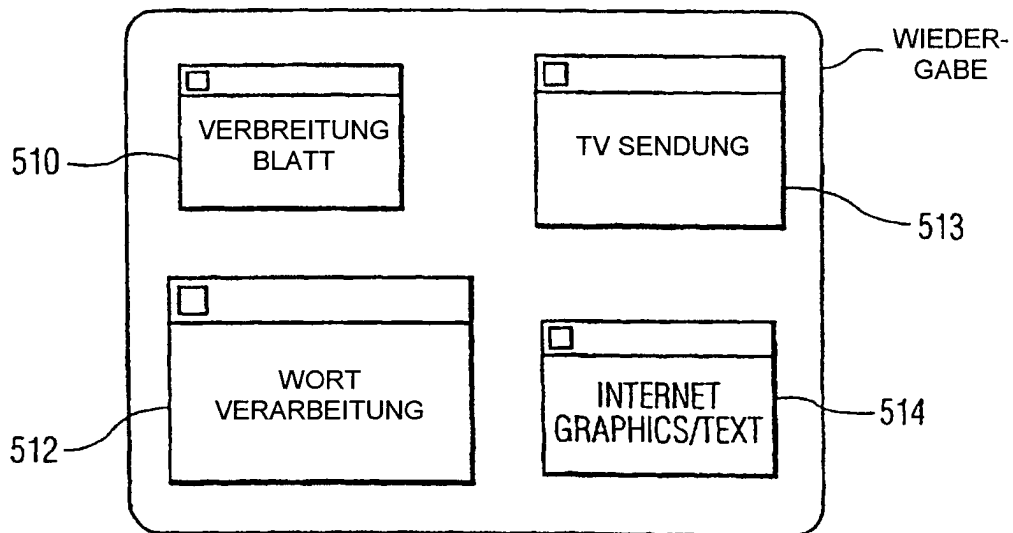 WIEDER-
GABE
VERBREITUNG
BLATT
510
TV SENDUNG
513
WORT
VERARBEITUNG
512
INTERNET
GRAPHICS/TEXT
514